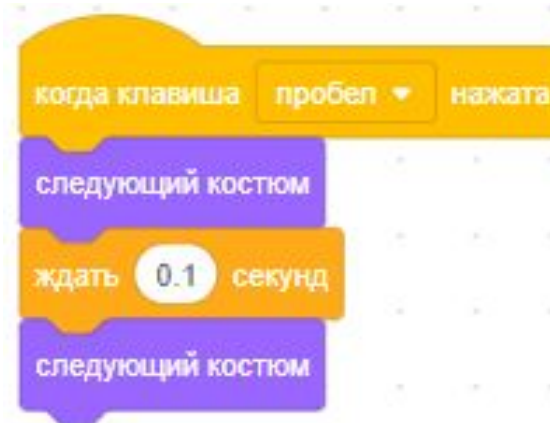 когда клавиша пробел нажата
следующий костюм
ждать 0.1 секунд
следующий костюм